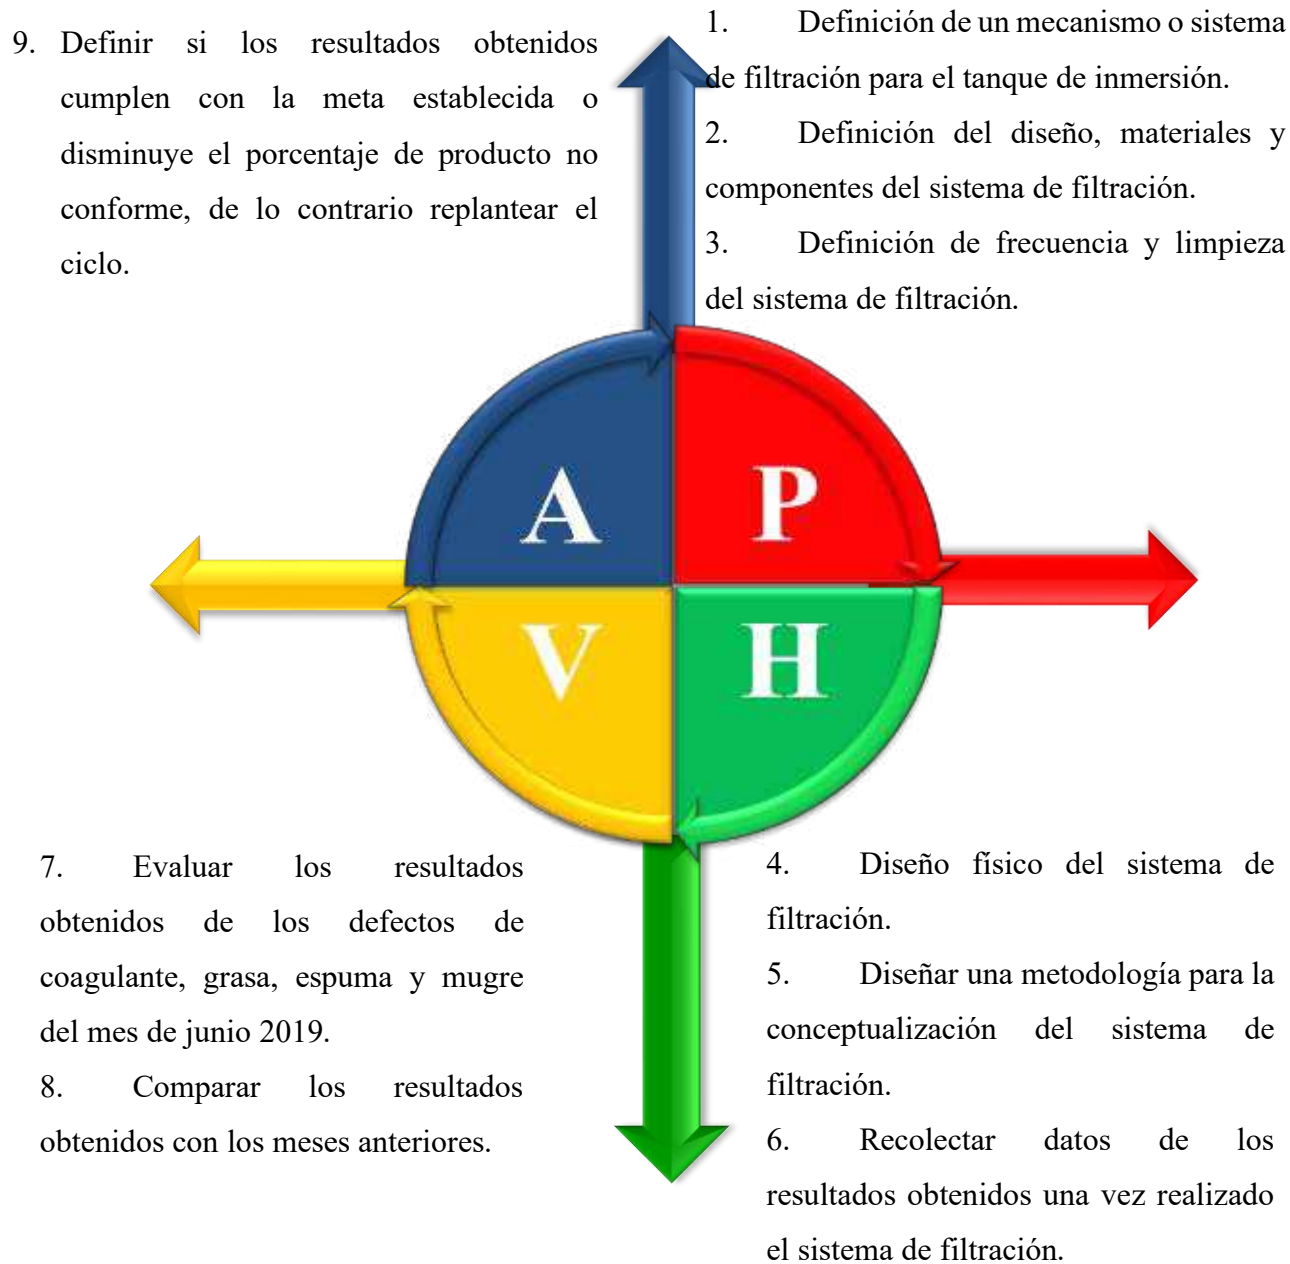 9. Definir si los resultados obtenidos
cumplen con la meta establecida o
disminuye el porcentaje de producto no
conforme, de lo contrario replantear el
ciclo.
1. Definición de un mecanismo o sistema
de filtración para el tanque de inmersión.
2. Definición del diseño, materiales y
componentes del sistema de filtración.
3. Definición de frecuencia y limpieza
del sistema de filtración.
A
P
V
H
7. Evaluar los resultados
obtenidos de los defectos de
coagulante, grasa, espuma y mugre
del mes de junio 2019.
8. Comparar los resultados
obtenidos con los meses anteriores.
4. Diseño físico del sistema de
filtración.
5. Diseñar una metodología para la
conceptualización del sistema de
filtración.
6. Recolectar datos de los
resultados obtenidos una vez realizado
el sistema de filtración.